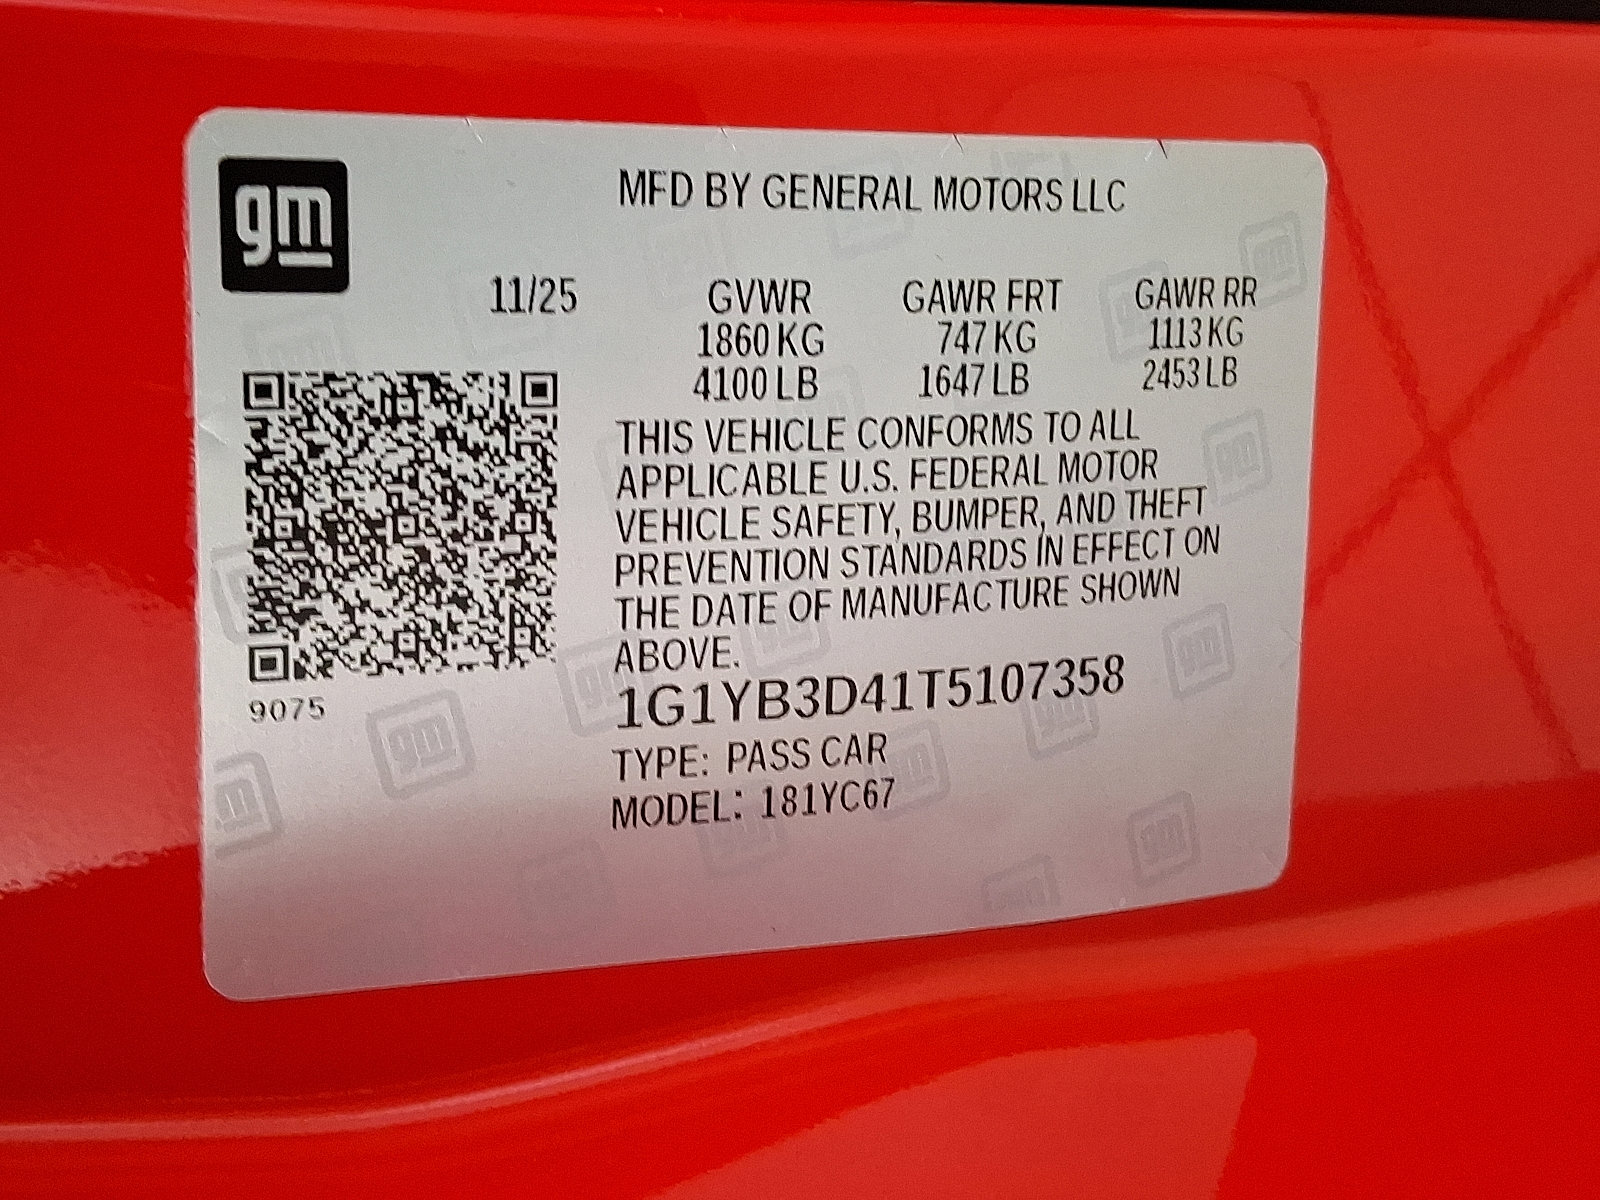 gm
MFD BY GENERAL MOTORS LLC
11/25 GVWR GAWR FRT GAWR RR
1860 KG 747 KG 1113 KG
4100 LB 1647 LB 2453 LB
THIS VEHICLE CONFORMS TO ALL
APPLICABLE U.S. FEDERAL MOTOR
VEHICLE SAFETY, BUMPER, AND THEFT
PREVENTION STANDARDS IN EFFECT ON
THE DATE OF MANUFACTURE SHOWN
ABOVE.
1G1YB3D41T5107358
9075
TYPE: PASS CAR
MODEL: 181YC67